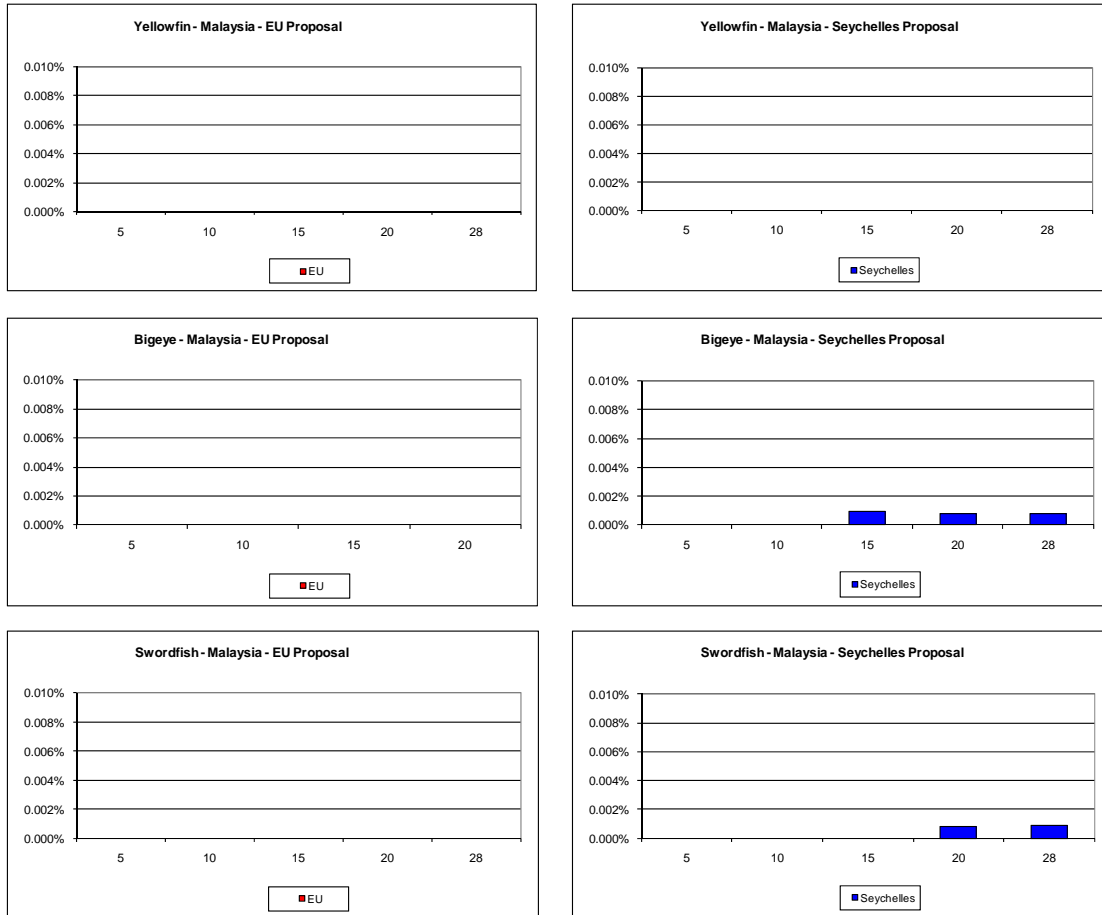 Yellowfin - Malaysia - EU Proposal
0.010%
0.008%
0.006%
0.004%
0.002%
0.000%
5 10 15 20 28
EU
Yellowfin - Malaysia - Seychelles Proposal
0.010%
0.008%
0.006%
0.004%
0.002%
0.000%
5 10 15 20 28
Seychelles
Bigeye - Malaysia - EU Proposal
0.010%
0.008%
0.006%
0.004%
0.002%
0.000%
5 10 15 20
EU
Bigeye - Malaysia - Seychelles Proposal
0.010%
0.008%
0.006%
0.004%
0.002%
0.000%
5 10 15 20 28
Seychelles
Swordfish - Malaysia - EU Proposal
0.010%
0.008%
0.006%
0.004%
0.002%
0.000%
5 10 15 20 28
EU
Swordfish - Malaysia - Seychelles Proposal
0.010%
0.008%
0.006%
0.004%
0.002%
0.000%
5 10 15 20 28
Seychelles